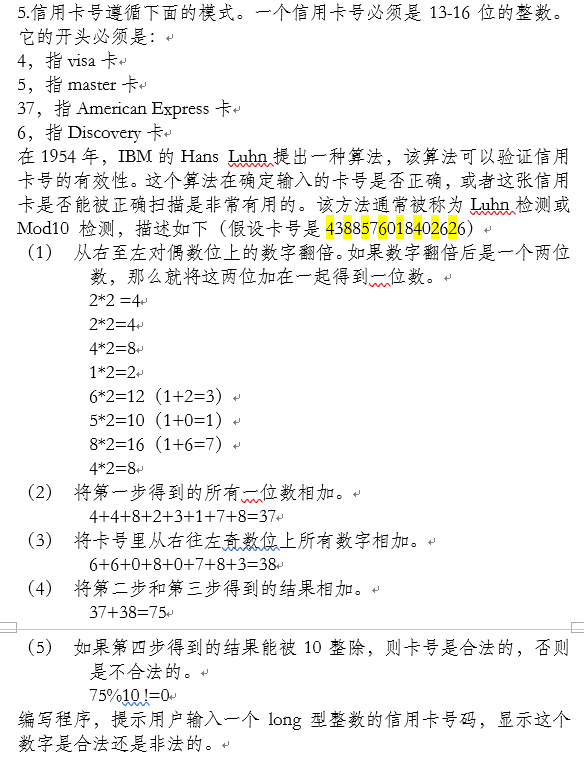 5.信用卡号遵循下面的模式。一个信用卡号必须是 13-16 位的整数。
它的开头必须是：
4，指 visa 卡
5，指 master 卡
37，指 American Express 卡
6，指 Discovery 卡
在 1954 年，IBM 的 Hans Luhn 提出一种算法，该算法可以验证信用
卡号的有效性。这个算法在确定输入的卡号是否正确，或者这张信用
卡是否能被正确扫描是非常有用的。该方法通常被称为 Luhn 检测或
Mod10 检测，描述如下（假设卡号是 4388576018402626）
（1） 从右至左对偶数位上的数字翻倍。如果数字翻倍后是一个两位
数，那么就将这两位加在一起得到一位数。
2*2 =4
2*2=4
4*2=8
1*2=2
6*2=12（1+2=3）
5*2=10（1+0=1）
8*2=16（1+6=7）
4*2=8
（2） 将第一步得到的所有一位数相加。
4+4+8+2+3+1+7+8=37
（3） 将卡号里从右往左奇数位上所有数字相加。
6+6+0+8+0+7+8+3=38
（4） 将第二步和第三步得到的结果相加。
37+38=75
（5） 如果第四步得到的结果能被 10 整除，则卡号是合法的，否则
是不合法的。
75%10 !=0
编写程序，提示用户输入一个 long 型整数的信用卡号码，显示这个
数字是合法还是非法的。